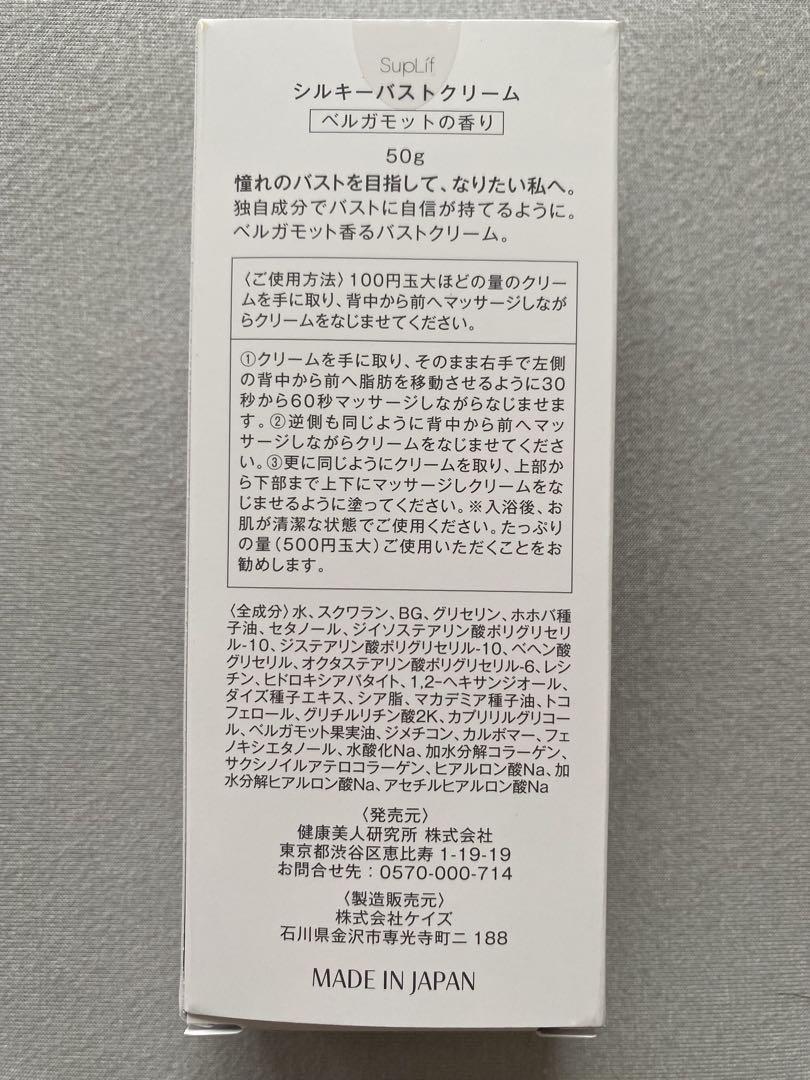 SupLif
シルキーバストクリーム
ベルガモットの香り
50g
憧れのバストを目指して、なりたい私へ。
独自成分でバストに自信が持てるように。
ベルガモット香るバストクリーム。
〈ご使用方法〉100円玉大ほどの量のクリー
ムを手に取り、背中から前へマッサージしなが
らクリームをなじませてください。
①クリームを手に取り、そのまま右手で左側
の背中から前へ脂肪を移動させるように30
秒から60秒マッサージしながらなじませま
す。②逆側も同じように背中から前へマッ
サージしながらクリームをなじませてくださ
い。③更に同じようにクリームを取り、上部か
ら下部まで上下にマッサージしクリームをな
じませるように塗ってください。※入浴後、お
肌が清潔な状態でご使用ください。たっぷり
の量(500円玉大)ご使用いただくことをお
勧めします。
〈全成分〉水、スクワラン、BG、グリセリン、ホホバ種
子油、セタノール、ジイソステアリン酸ポリグリセリ
ル-10、ジステアリン酸ポリグリセリル-10、ベヘン酸
グリセリル、オクタステアリン酸ポリグリセリル-6、レシ
チン、ヒドロキシアパタイト、1,2-ヘキサンジオール、
ダイズ種子エキス、シア脂、マカデミア種子油、トコ
フェロール、グリチルリチン酸2K、カプリリルグリコー
ル、ベルガモット果実油、ジメチコン、カルボマー、フェ
ノキシエタノール、水酸化Na、加水分解コラーゲン、
サクシノイルアテロコラーゲン、ヒアルロン酸Na、加
水分解ヒアルロン酸Na、アセチルヒアルロン酸Na
〈発売元〉
健康美人研究所 株式会社
東京都渋谷区恵比寿 1-19-19
お問合せ先：0570-000-714
〈製造販売元〉
株式会社ケイズ
石川県金沢市専光寺町ニ 188
MADE IN JAPAN